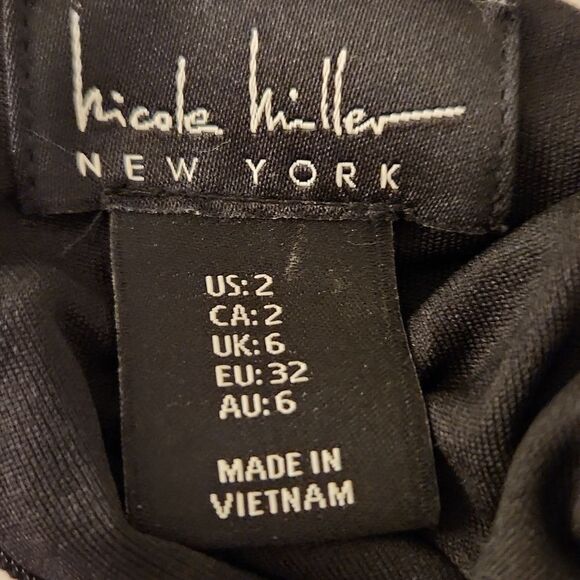 Nicole Miller
NEW YORK
US: 2
CA: 2
UK: 6
EU: 32
AU: 6
MADE IN
VIETNAM